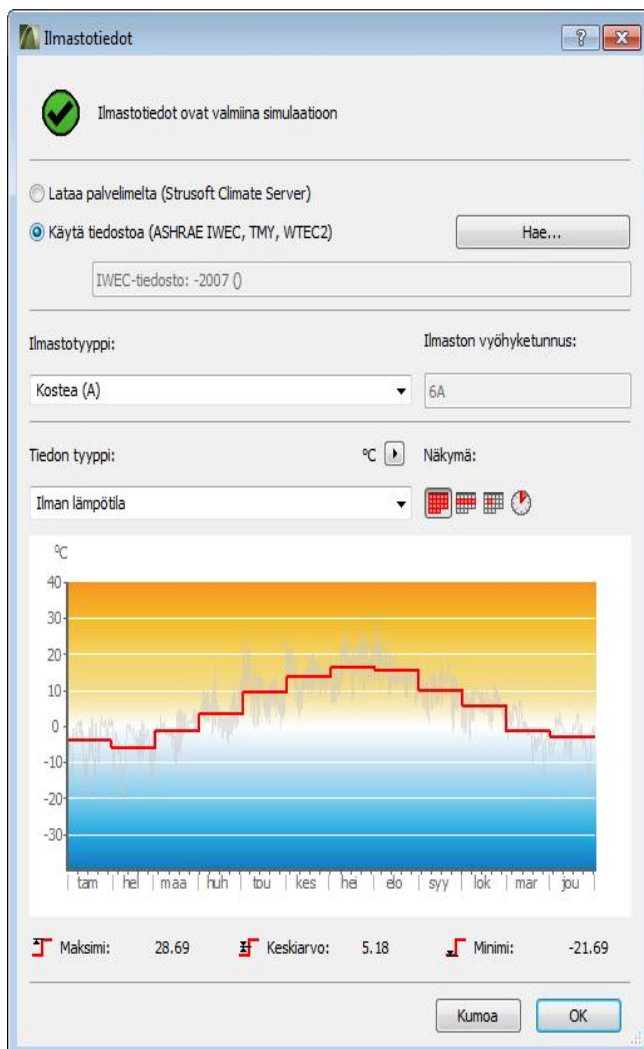 Ilmastotiedot
Ilmastotiedot ovat valmiina simulaatioon
Lataa palvelimelta (Strusoft Climate Server)
Käytä tiedostoa (ASHRAE IWEC, TMY, WTEC2)
Hae...
IWEC-tiedosto: -2007 ()
Ilmastotyyppi:
Ilmaston vyöhyketunnus:
Kostea (A)
6A
Tiedon tyyppi:
°C
Näkymä:
Ilman lämpötila
°C
40
30
20
10
0
-10
-20
-30
tam hel maa huh tou kes hei elo syy lok mar jou
Maksimi: 28.69 Keskiarvo: 5.18 Minimi: -21.69
Kumoa
OK